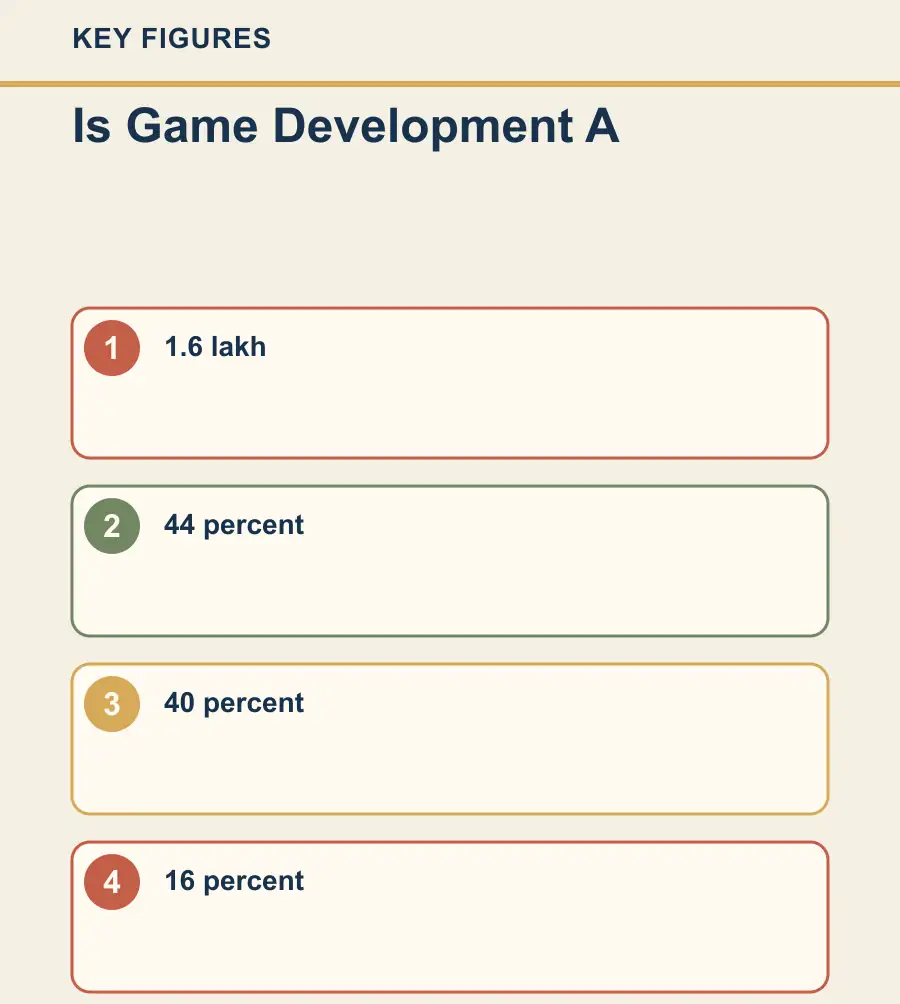 KEY FIGURES
Is Game Development A
1
1.6 lakh
2
44 percent
3
40 percent
4
16 percent